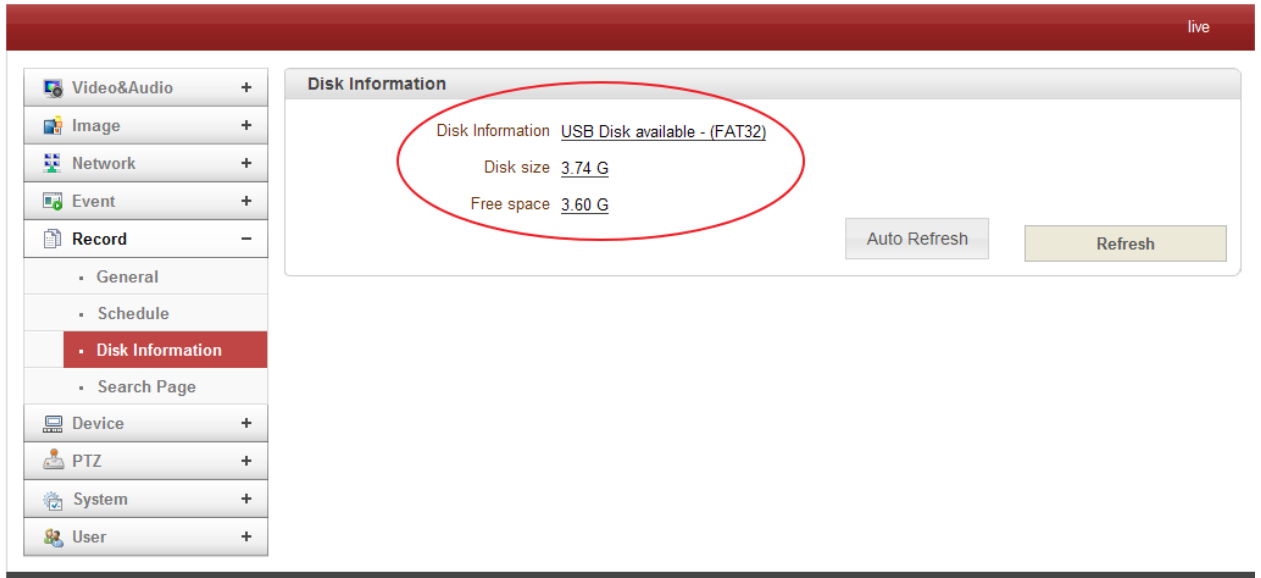 live
Video&Audio +
Image +
Network +
Event +
Record −
General
Schedule
Disk Information
Search Page
Device +
PTZ +
System +
User +
Disk Information
Disk Information USB Disk available - (FAT32)
Disk size 3.74 G
Free space 3.60 G
Auto Refresh Refresh